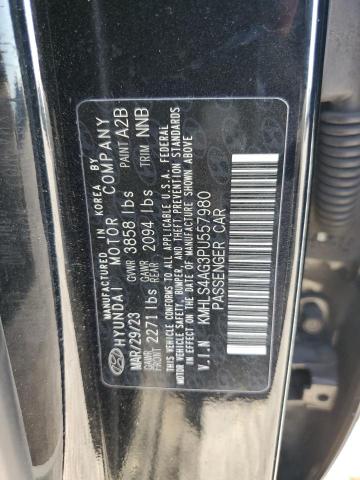 MANUFACTURED IN KOREA BY
HYUNDAI MOTOR COMPANY
MAR/29/23 GVWR 3858 lbs PAINT A2B
GAWR FRONT 2271 lbs GAWR REAR 2094 lbs TRIM NNB
THIS VEHICLE CONFORMS TO ALL APPLICABLE U.S.A. FEDERAL
MOTOR VEHICLE SAFETY, BUMPER, AND THEFT PREVENTION STANDARDS
IN EFFECT ON THE DATE OF MANUFACTURE SHOWN ABOVE
V.I.N KMHLS4AG3PU557980
PASSENGER CAR